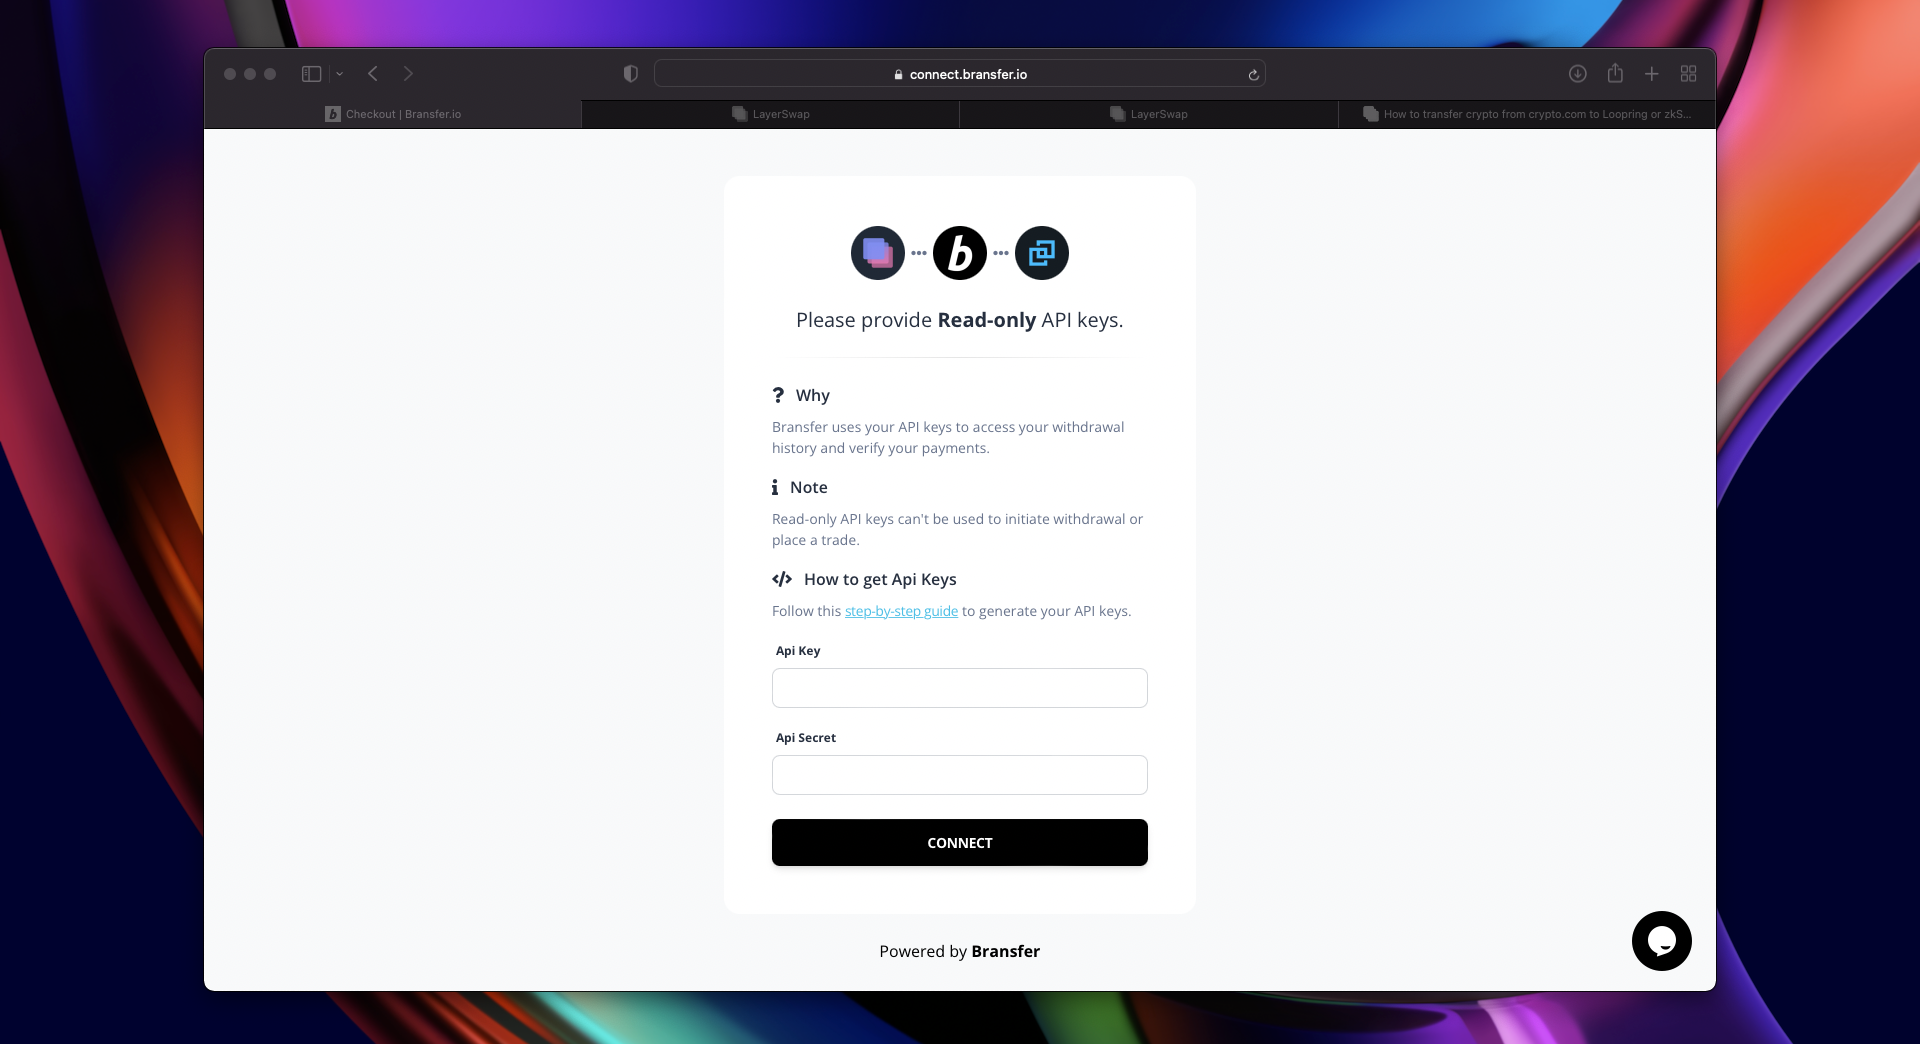 connect.bransfer.io
b Checkout | Bransfer.io
LayerSwap
LayerSwap
How to transfer crypto from crypto.com to Loopring or zkS...
b
Please provide Read-only API keys.
? Why
Bransfer uses your API keys to access your withdrawal
history and verify your payments.
i Note
Read-only API keys can't be used to initiate withdrawal or
place a trade.
</> How to get Api Keys
Follow this step-by-step guide to generate your API keys.
Api Key
Api Secret
CONNECT
Powered by Bransfer